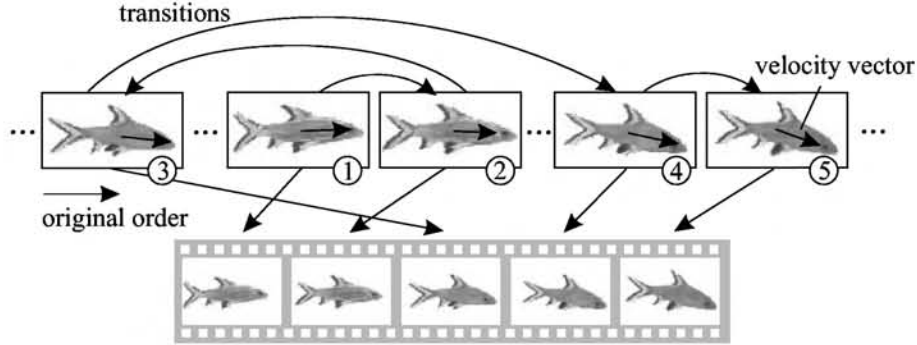 transitions
velocity vector
... ... ... ...
3 1 2 4 5
original order